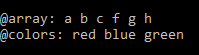 @array: a b c f g h
@colors: red blue green